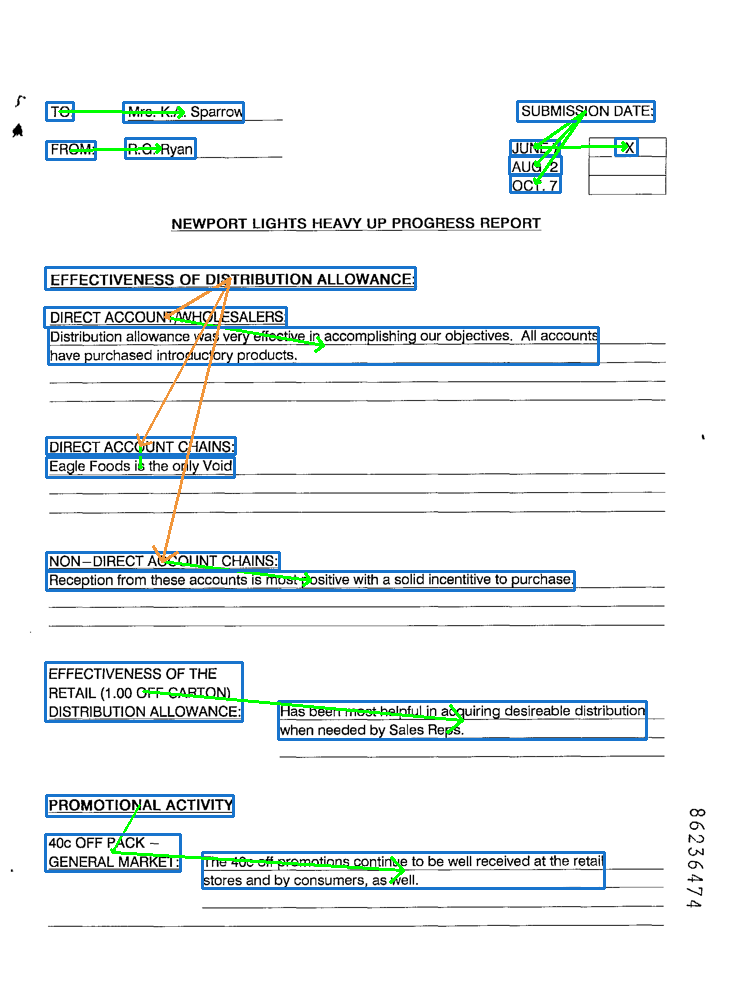 TO: Mrs. K.A. Sparrow
SUBMISSION DATE:
FROM: R.G. Ryan
JUNE X
AUG. 2
OCT. 7
NEWPORT LIGHTS HEAVY UP PROGRESS REPORT
EFFECTIVENESS OF DISTRIBUTION ALLOWANCE:
DIRECT ACCOUNT/WHOLESALERS:
Distribution allowance was very effective in accomplishing our objectives. All accounts
have purchased introductory products.
DIRECT ACCOUNT CHAINS:
Eagle Foods is the only Void
NON-DIRECT ACCOUNT CHAINS:
Reception from these accounts is most positive with a solid incentitive to purchase.
EFFECTIVENESS OF THE
RETAIL (1.00 OFF CARTON)
DISTRIBUTION ALLOWANCE: Has been most helpful in acquiring desireable distribution
when needed by Sales Reps.
PROMOTIONAL ACTIVITY
40c OFF PACK –
GENERAL MARKET: The 40c off promotions continue to be well received at the retail
stores and by consumers, as well.
86236474